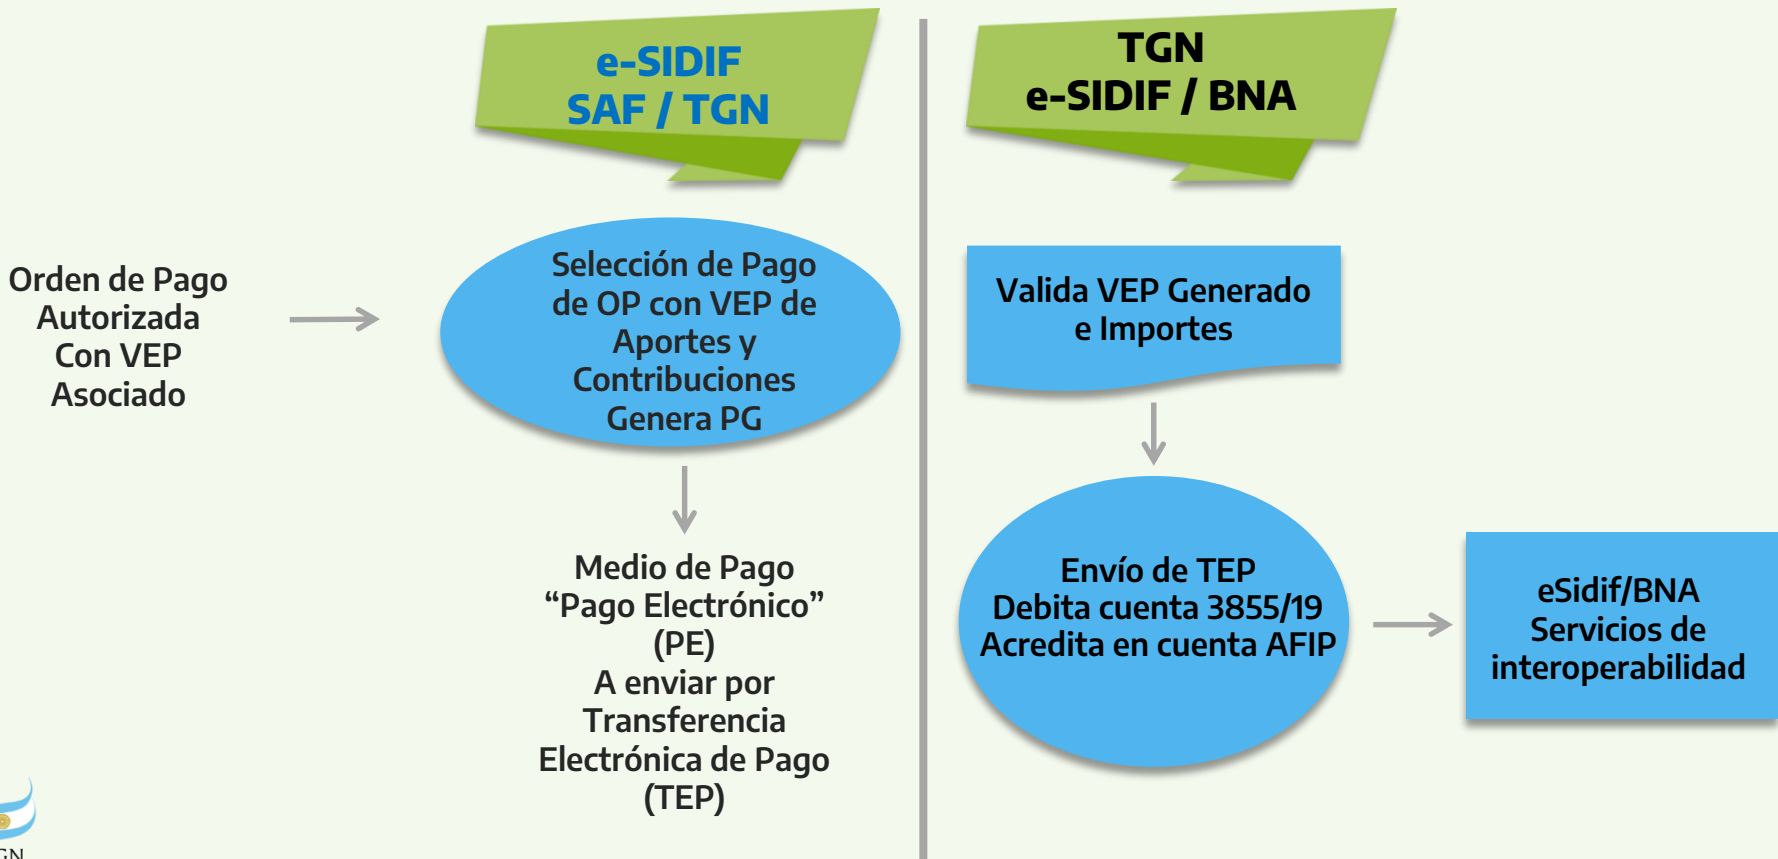 e-SIDIF
SAF / TGN
TGN
e-SIDIF / BNA
Orden de Pago
Autorizada
Con VEP
Asociado
Selección de Pago
de OP con VEP de
Aportes y
Contribuciones
Genera PG
Medio de Pago
“Pago Electrónico”
(PE)
A enviar por
Transferencia
Electrónica de Pago
(TEP)
Valida VEP Generado
e Importes
Envío de TEP
Debita cuenta 3855/19
Acredita en cuenta AFIP
eSidif/BNA
Servicios de
interoperabilidad